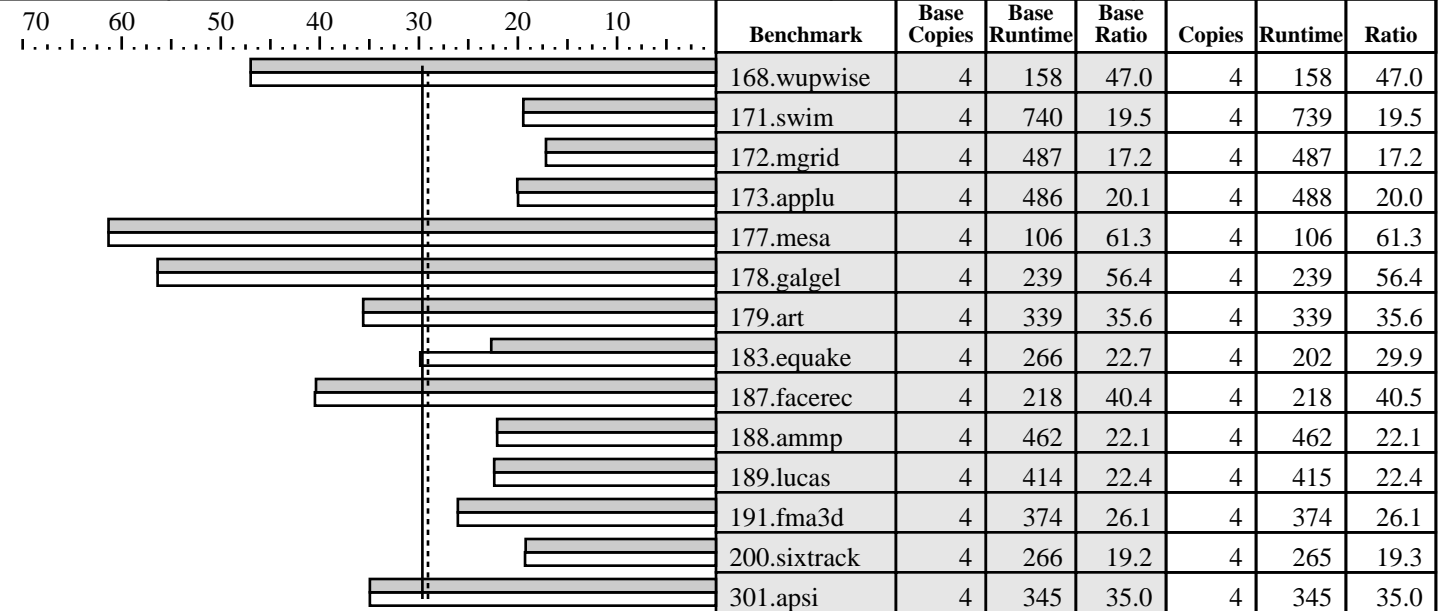 70 60 50 40 30 20 10
Benchmark Base Copies Base Runtime Base Ratio Copies Runtime Ratio
168.wupwise 4 158 47.0 4 158 47.0
171.swim 4 740 19.5 4 739 19.5
172.mgrid 4 487 17.2 4 487 17.2
173.applu 4 486 20.1 4 488 20.0
177.mesa 4 106 61.3 4 106 61.3
178.galgel 4 239 56.4 4 239 56.4
179.art 4 339 35.6 4 339 35.6
183.equake 4 266 22.7 4 202 29.9
187.facerec 4 218 40.4 4 218 40.5
188.ammp 4 462 22.1 4 462 22.1
189.lucas 4 414 22.4 4 415 22.4
191.fma3d 4 374 26.1 4 374 26.1
200.sixtrack 4 266 19.2 4 265 19.3
301.apsi 4 345 35.0 4 345 35.0